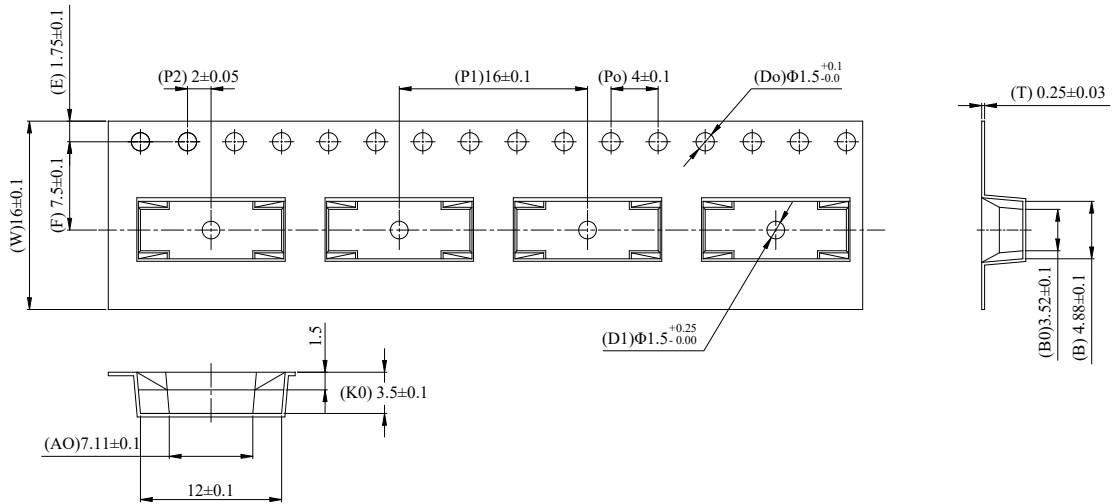 (E) 1.75±0.1
(P2) 2±0.05
(P1)16±0.1
(Po) 4±0.1
(Do)Φ1.5 +0.1 -0.0
(T) 0.25±0.03
(W)16±0.1
(F) 7.5±0.1
(B0)3.52±0.1
(B) 4.88±0.1
(D1)Φ1.5 +0.25 - 0.00
1.5
(K0) 3.5±0.1
(AO)7.11±0.1
12±0.1